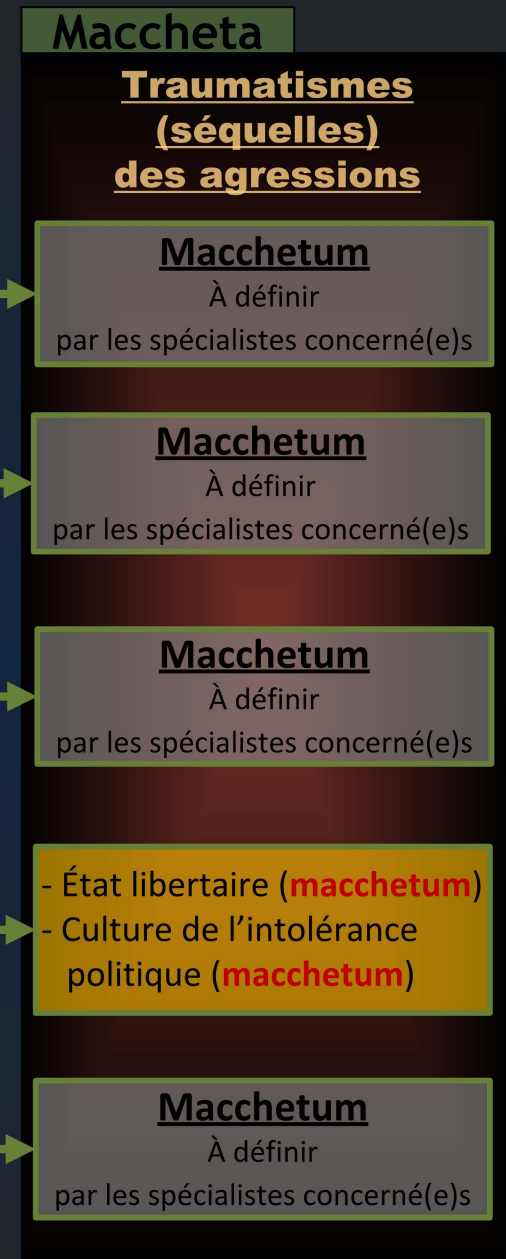 Maccheta
Traumatismes
(séquelles)
des agressions
Macchetum
À définir
par les spécialistes concerné(e)s
Macchetum
À définir
par les spécialistes concerné(e)s
Macchetum
À définir
par les spécialistes concerné(e)s
- État libertaire (macchetum)
- Culture de l’intolérance
politique (macchetum)
Macchetum
À définir
par les spécialistes concerné(e)s